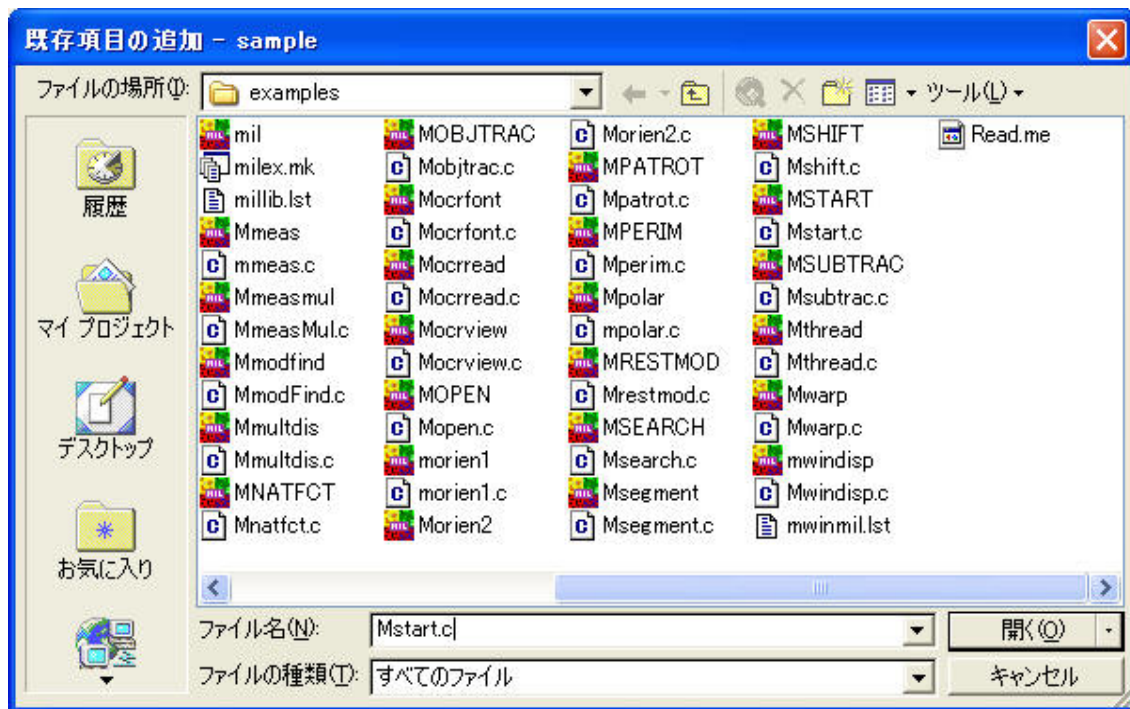 既存項目の追加 - sample
ファイルの場所(I):
examples
ツール(L)
履歴
マイ プロジェクト
デスクトップ
お気に入り
mil
milex.mk
millib.lst
Mmeas
mmeas.c
Mmeasmul
MmeasMul.c
Mmodfind
MmodFind.c
Mmultdis
Mmultdis.c
MNATFCT
Mnatfct.c
MOBJTRAC
Mobjtrac.c
Mocrfont
Mocrfont.c
Mocrread
Mocrread.c
Mocrview
Mocrview.c
MOPEN
Mopen.c
morien1
morien1.c
Morien2
Morien2.c
MPATROT
Mpatrot.c
MPERIM
Mperim.c
Mpolar
mpolar.c
MRESTMOD
Mrestmod.c
MSEARCH
Msearch.c
Msegment
Msegment.c
MSHIFT
Mshift.c
MSTART
Mstart.c
MSUBTRAC
Msubtrac.c
Mthread
Mthread.c
Mwarp
Mwarp.c
mwindisp
Mwindisp.c
mwinmil.lst
Read.me
ファイル名(N):
Mstart.c
開く(O)
ファイルの種類(T):
すべてのファイル
キャンセル